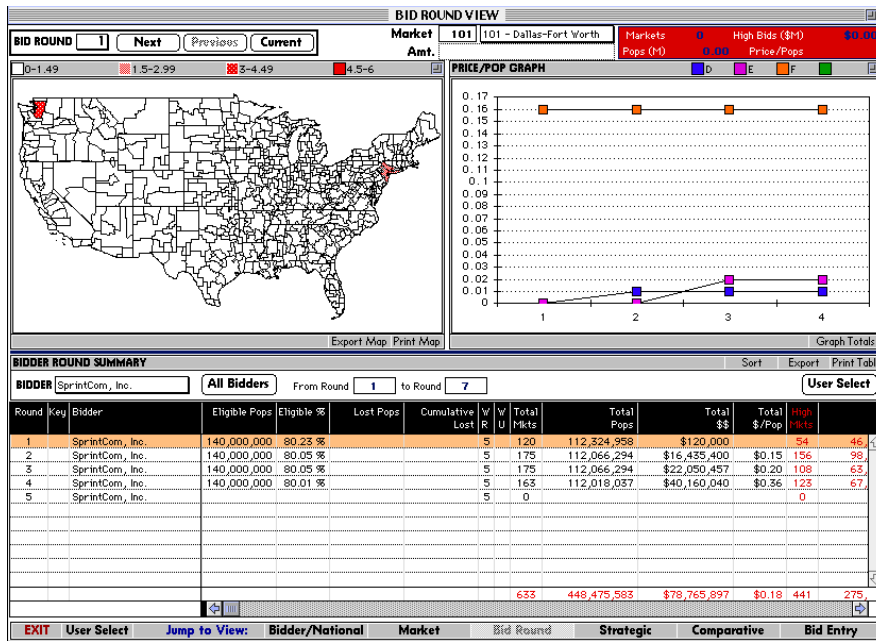 BID ROUND VIEW
BID ROUND 1 Next Previous Current
Market 101 101 - Dallas-Fort Worth
Amt.
Markets 0 High Bids ($M) $0.00
Pops (M) 0.00 Price/Pops
0-1.49 1.5-2.99 3-4.49 4.5-6
PRICE/POP GRAPH D E F
0.17
0.16
0.15
0.14
0.13
0.12
0.11
0.1
0.09
0.08
0.07
0.06
0.05
0.04
0.03
0.02
0.01
0
1 2 3 4
Export Map Print Map
Graph Totals
BIDDER ROUND SUMMARY Sort Export Print Tabl
BIDDER SprintCom, Inc. All Bidders From Round 1 to Round 7 User Select
Round Key Bidder Eligible Pops Eligible % Lost Pops Cumulative Lost W R W U Total Mkts Total Pops Total $$ Total $/Pop High Mkts
1 SprintCom, Inc. 140,000,000 80.23 % 5 120 112,324,958 $120,000 54 46,
2 SprintCom, Inc. 140,000,000 80.05 % 5 175 112,066,294 $16,435,400 $0.15 156 98,
3 SprintCom, Inc. 140,000,000 80.05 % 5 175 112,066,294 $22,050,457 $0.20 108 63,
4 SprintCom, Inc. 140,000,000 80.01 % 5 163 112,018,037 $40,160,040 $0.36 123 67,
5 SprintCom, Inc. 5 0 0
633 448,475,583 $78,765,897 $0.18 441 275,
EXIT User Select Jump to View: Bidder/National Market Bid Round Strategic Comparative Bid Entry